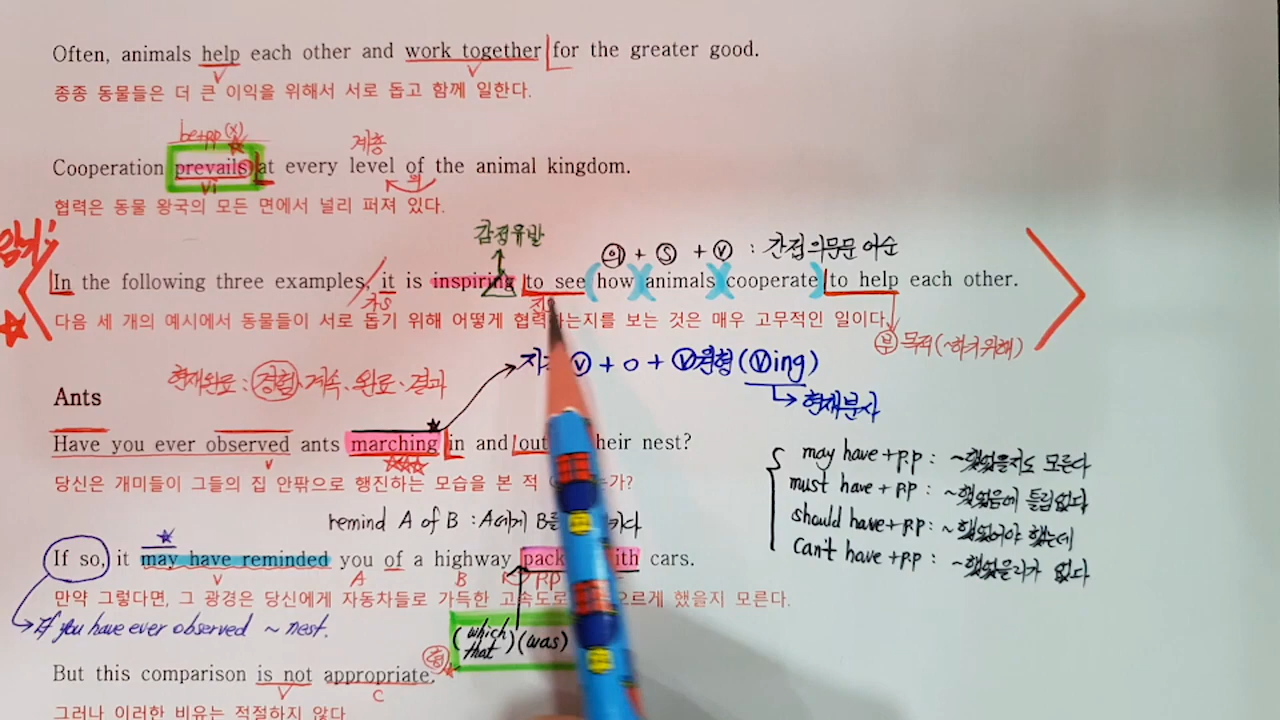 Often, animals help each other and work together for the greater good.
V V
종종 동물들은 더 큰 이익을 위해서 서로 돕고 함께 일한다.
be+pp(x) 계층
Cooperation prevails at every level of the animal kingdom.
Vi 의
협력은 동물 왕국의 모든 면에서 널리 퍼져 있다.
암기!
감정유발
의 + S + V : 간접의문문 어순
In the following three examples, it is inspiring to see how animals cooperate to help each other.
가S
다음 세 개의 예시에서 동물들이 서로 돕기 위해 어떻게 협력하는지를 보는 것은 매우 고무적인 일이다.
부 목적(~하기 위해)
V + O + V원형(Ving)
현재완료: 경험·계속·완료·결과
Ants
현재분사
Have you ever observed ants marching in and out their nest?
V
may have + p.p : ~했었을지도 모른다
당신은 개미들이 그들의 집 안팎으로 행진하는 모습을 본 적
must have + p.p : ~했었음에 틀림없다
remind A of B : A에게 B를
should have + p.p : ~했었어야 했는데
can't have + p.p : ~했었을리가 없다
If so, it may have reminded you of a highway pack with cars.
V A B P.P
만약 그렇다면, 그 광경은 당신에게 자동차들로 가득한 고속도로 했을지 모른다.
If you have ever observed ~ nest.
(which that) (was)
But this comparison is not appropriate.
V C
그러나 이러한 비유는 적절하지 않다